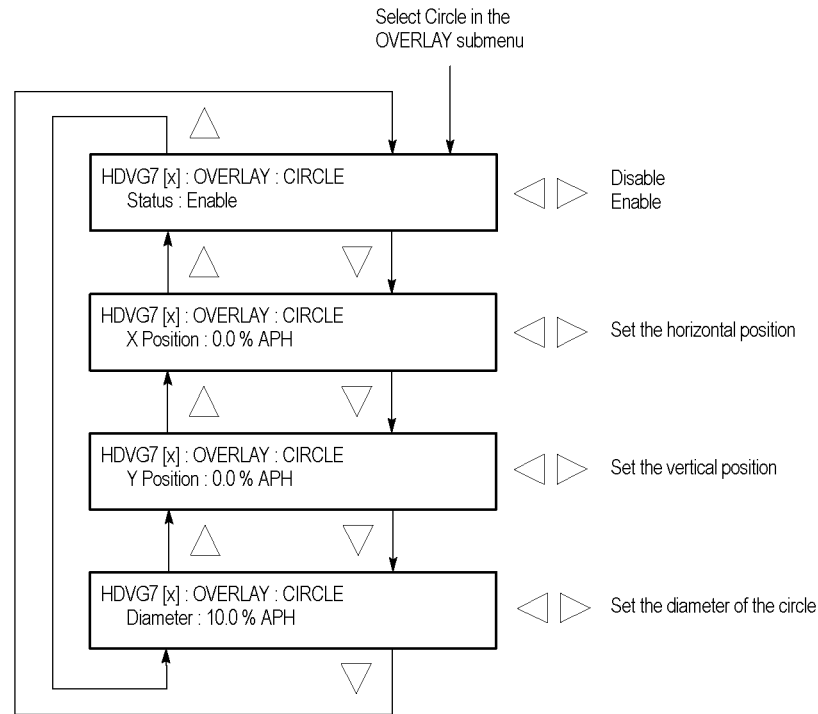 Select Circle in the
OVERLAY submenu
HDVG7 [x] : OVERLAY : CIRCLE
Status : Enable
Disable
Enable
HDVG7 [x] : OVERLAY : CIRCLE
X Position : 0.0 % APH
Set the horizontal position
HDVG7 [x] : OVERLAY : CIRCLE
Y Position : 0.0 % APH
Set the vertical position
HDVG7 [x] : OVERLAY : CIRCLE
Diameter : 10.0 % APH
Set the diameter of the circle